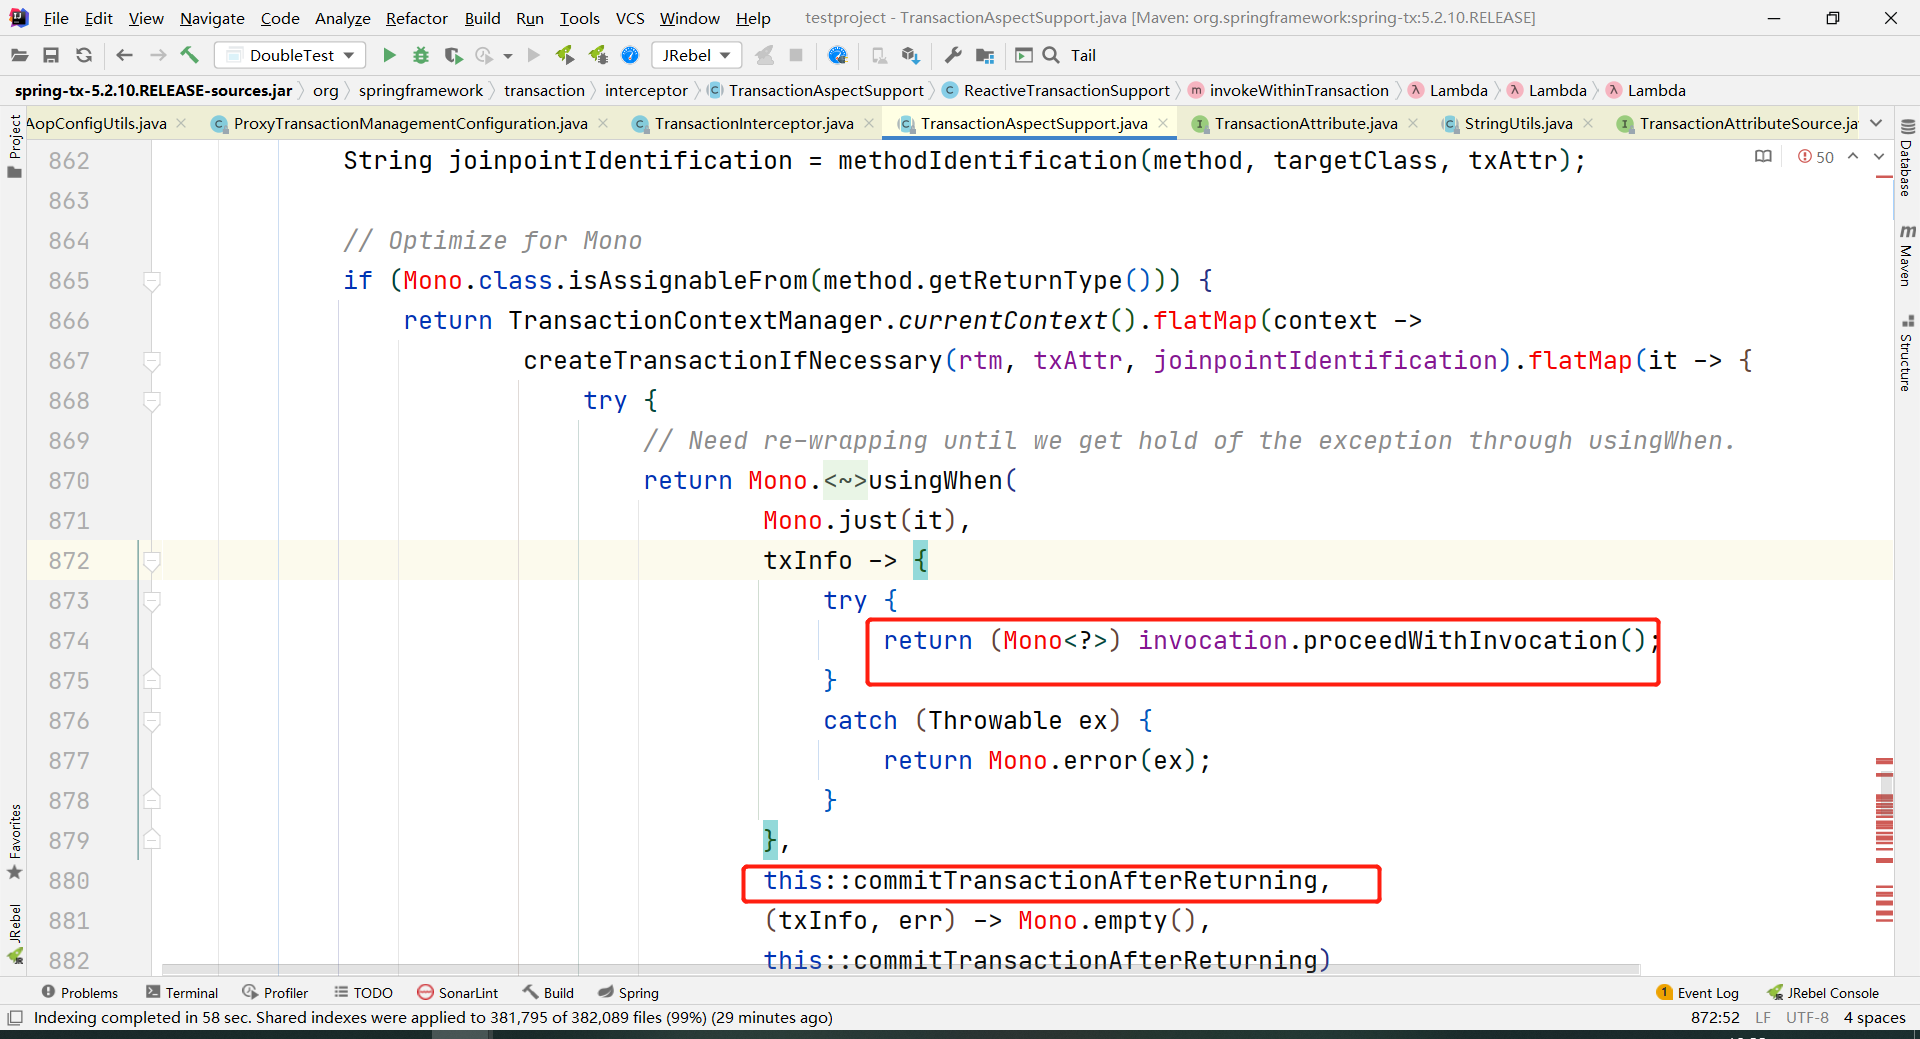 File Edit View Navigate Code Analyze Refactor Build Run Tools VCS Window Help testproject - TransactionAspectSupport.java [Maven: org.springframework:spring-tx:5.2.10.RELEASE]
DoubleTest JRebel Tail
spring-tx-5.2.10.RELEASE-sources.jar org springframework transaction interceptor TransactionAspectSupport ReactiveTransactionSupport invokeWithinTransaction Lambda Lambda Lambda
AopConfigUtils.java ProxyTransactionManagementConfiguration.java TransactionInterceptor.java TransactionAspectSupport.java TransactionAttribute.java StringUtils.java TransactionAttributeSource.ja
Project
Favorites
JRebel
Database
Maven
Structure
50
862 String joinpointIdentification = methodIdentification(method, targetClass, txAttr);
863
864 // Optimize for Mono
865 if (Mono.class.isAssignableFrom(method.getReturnType())) {
866 return TransactionContextManager.currentContext().flatMap(context ->
867 createTransactionIfNecessary(rtm, txAttr, joinpointIdentification).flatMap(it -> {
868 try {
869 // Need re-wrapping until we get hold of the exception through usingWhen.
870 return Mono.<~>usingWhen(
871 Mono.just(it),
872 txInfo -> {
873 try {
874 return (Mono<?>) invocation.proceedWithInvocation();
875 }
876 catch (Throwable ex) {
877 return Mono.error(ex);
878 }
879 },
880 this::commitTransactionAfterReturning,
881 (txInfo, err) -> Mono.empty(),
882 this::commitTransactionAfterReturning)
Problems Terminal Profiler TODO SonarLint Build Spring 1 Event Log JRebel Console
Indexing completed in 58 sec. Shared indexes were applied to 381,795 of 382,089 files (99%) (29 minutes ago) 872:52 LF UTF-8 4 spaces